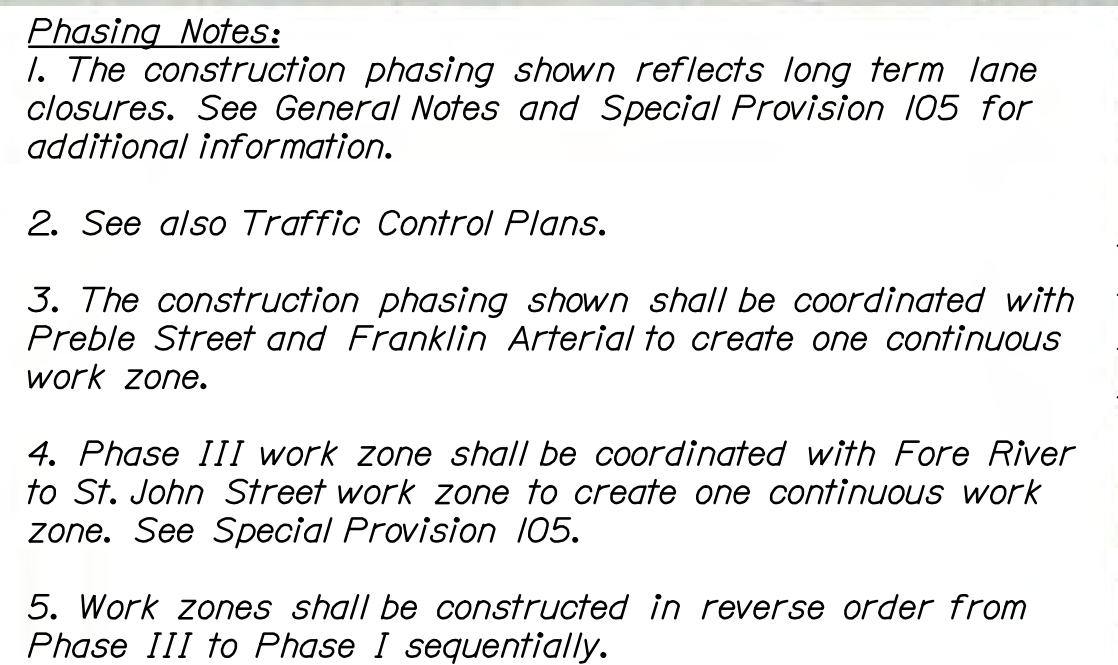 Phasing Notes:
1. The construction phasing shown reflects long term lane
closures. See General Notes and Special Provision 105 for
additional information.
2. See also Traffic Control Plans.
3. The construction phasing shown shall be coordinated with
Preble Street and Franklin Arterial to create one continuous
work zone.
4. Phase III work zone shall be coordinated with Fore River
to St. John Street work zone to create one continuous work
zone. See Special Provision 105.
5. Work zones shall be constructed in reverse order from
Phase III to Phase I sequentially.